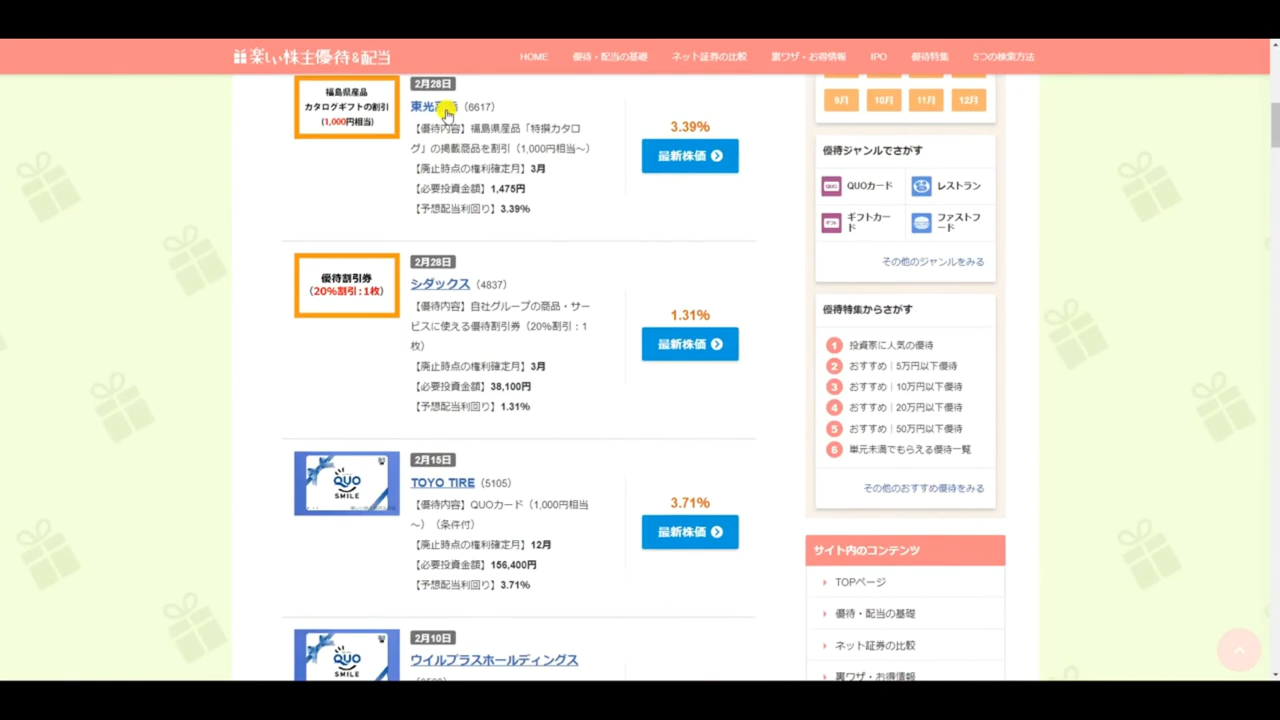 楽しい株主優待&配当
HOME 優待・配当の基礎 ネット証券の比較 裏ワザ・お得情報 IPO 優待特集 5つの検索方法
福島県産品
カタログギフトの割引
(1,000円相当)
2月28日
東光高岳 (6617)
【優待内容】福島県産品「特撰カタロ
グ」の掲載商品を割引（1,000円相当～）
【廃止時点の権利確定月】3月
【必要投資金額】1,475円
【予想配当利回り】3.39%
3.39%
最新株価
優待割引券
(20%割引：1枚)
2月28日
シダックス (4837)
【優待内容】自社グループの商品・サー
ビスに使える優待割引券（20%割引：1
枚）
【廃止時点の権利確定月】3月
【必要投資金額】38,100円
【予想配当利回り】1.31%
1.31%
最新株価
QUO
SMILE
2月15日
TOYO TIRE (5105)
【優待内容】QUOカード（1,000円相当
～）（条件付）
【廃止時点の権利確定月】12月
【必要投資金額】156,400円
【予想配当利回り】3.71%
3.71%
最新株価
QUO
SMILE
2月10日
ウイルプラスホールディングス
9月 10月 11月 12月
優待ジャンルでさがす
QUO QUOカード レストラン
ギフト ギフトカー
ド
ファストフ
ード
その他のジャンルをみる
優待特集からさがす
1 投資家に人気の優待
2 おすすめ｜5万円以下優待
3 おすすめ｜10万円以下優待
4 おすすめ｜20万円以下優待
5 おすすめ｜50万円以下優待
6 単元未満でもらえる優待一覧
その他のおすすめ優待をみる
サイト内のコンテンツ
TOPページ
優待・配当の基礎
ネット証券の比較
裏ワザ・お得情報